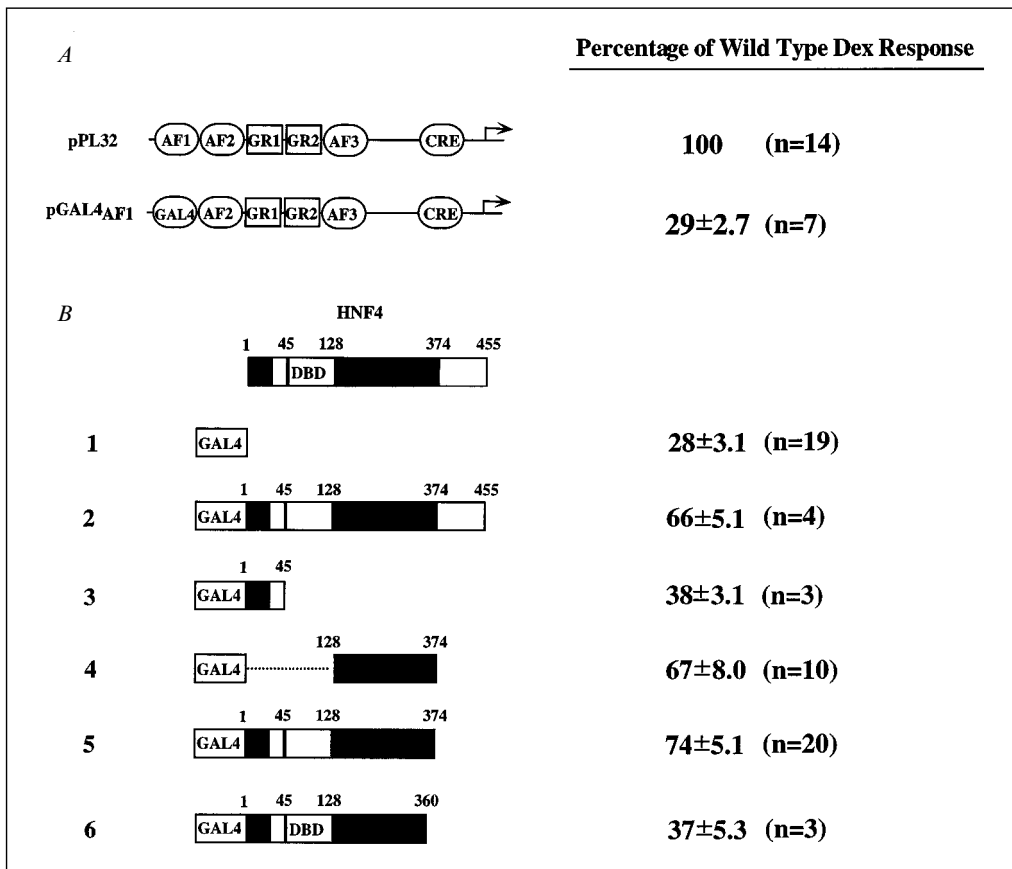 A
Percentage of Wild Type Dex Response
pPL32 AF1 AF2 GR1 GR2 AF3 CRE 100 (n=14)
pGAL4AF1 GAL4 AF2 GR1 GR2 AF3 CRE 29±2.7 (n=7)
B HNF4
1 45 128 374 455
DBD
1 GAL4 28±3.1 (n=19)
1 45 128 374 455
2 GAL4 66±5.1 (n=4)
1 45
3 GAL4 38±3.1 (n=3)
128 374
4 GAL4 67±8.0 (n=10)
1 45 128 374
5 GAL4 74±5.1 (n=20)
1 45 128 360
6 GAL4 DBD 37±5.3 (n=3)